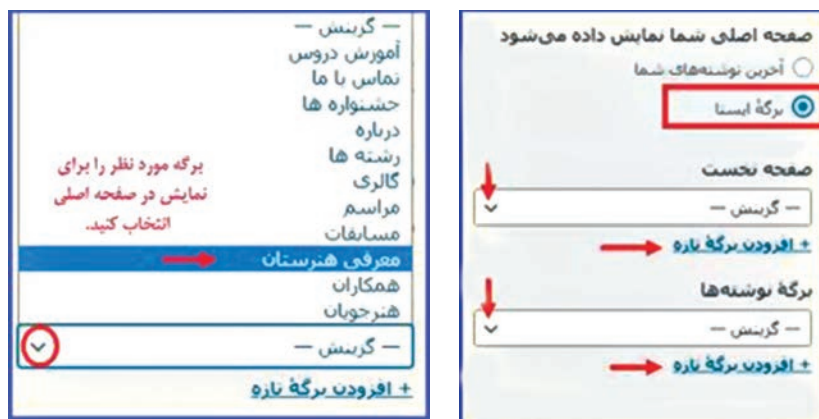 صفحه اصلی شما نمایش داده می‌شود
آخرین نوشته‌های شما
برگهٔ ایستا
صفحه نخست
— گزینش —
+ افزودن برگهٔ تازه
برگهٔ نوشته‌ها
— گزینش —
+ افزودن برگهٔ تازه
— گزینش —
آموزش دروس
تماس با ما
جشنواره ها
درباره
رشته ها
گالری
مراسم
مسابقات
معرفی هنرستان
همکاران
هنرجویان
— گزینش —
+ افزودن برگهٔ تازه
برگه مورد نظر را برای
نمایش در صفحه اصلی
انتخاب کنید.